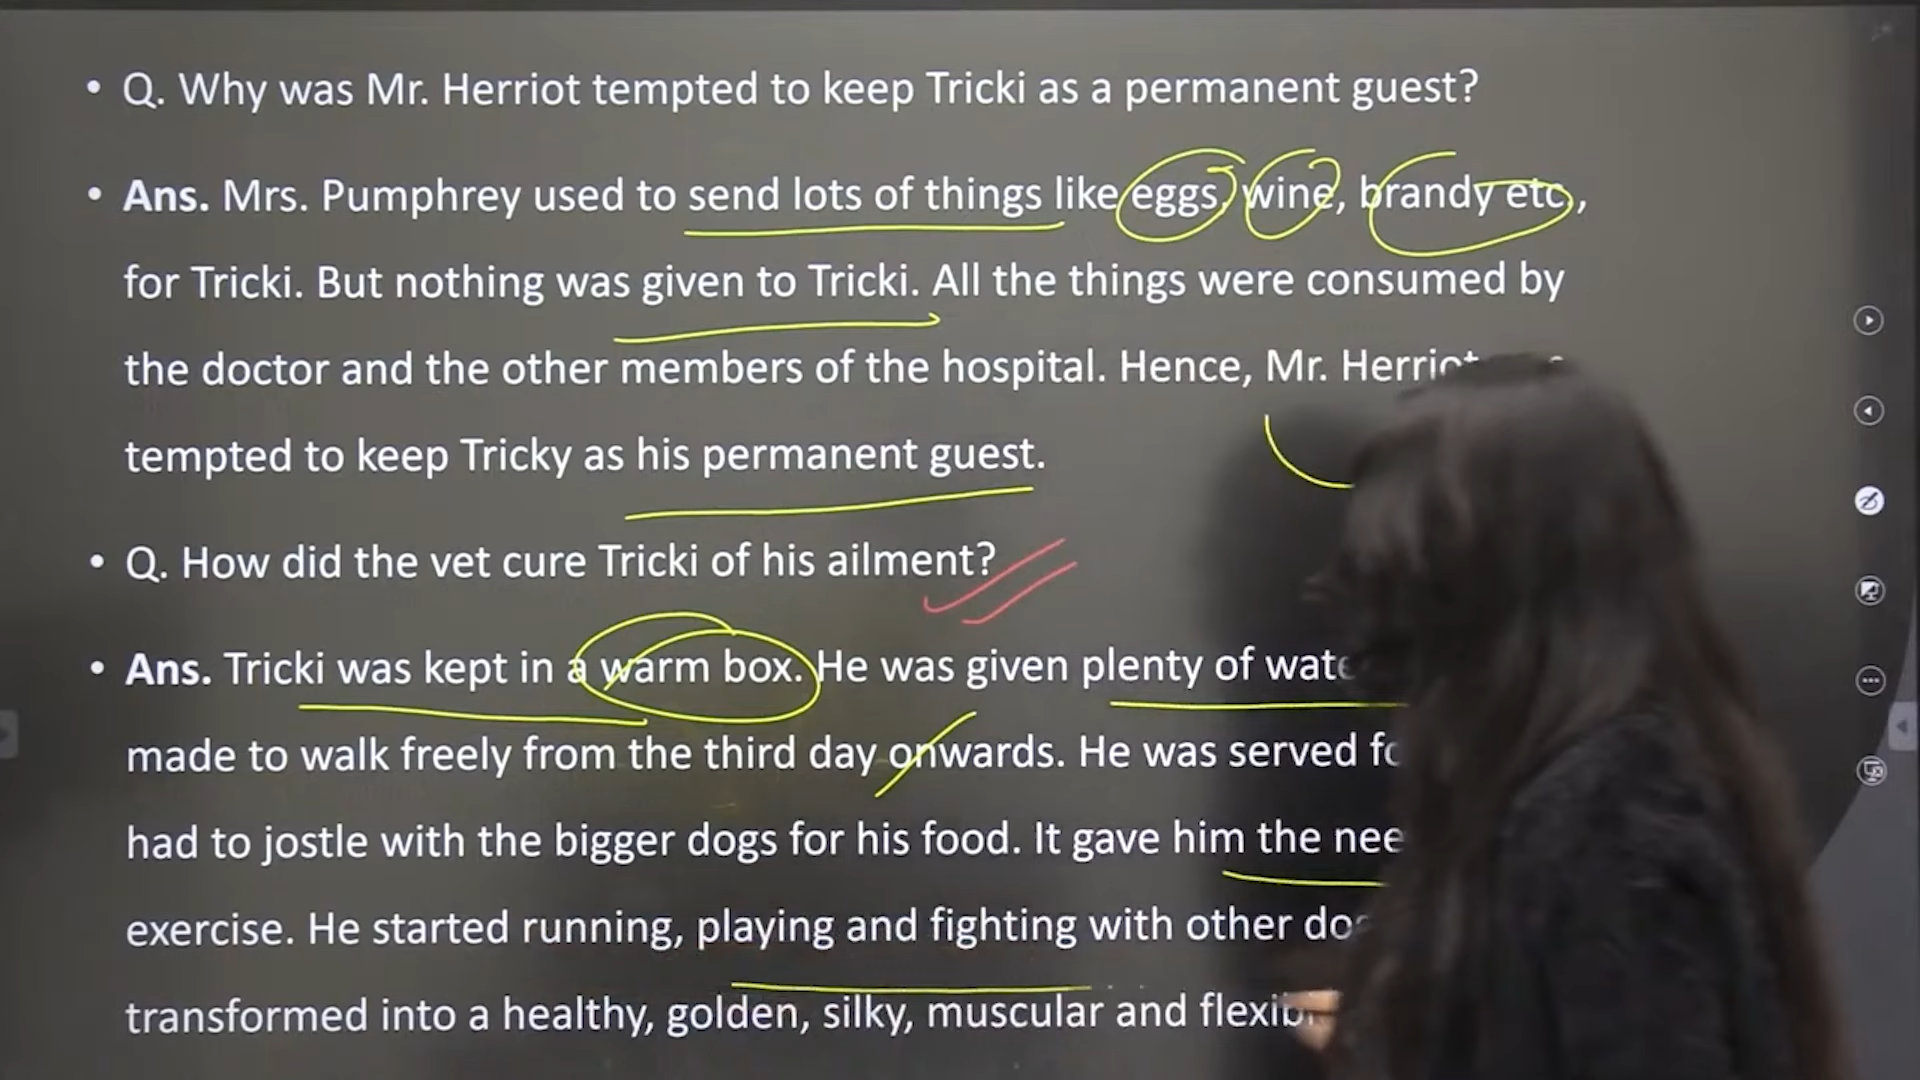 • Q. Why was Mr. Herriot tempted to keep Tricki as a permanent guest?
• Ans. Mrs. Pumphrey used to send lots of things like eggs, wine, brandy etc.,
for Tricki. But nothing was given to Tricki. All the things were consumed by
the doctor and the other members of the hospital. Hence, Mr. Herriot
tempted to keep Tricky as his permanent guest.
• Q. How did the vet cure Tricki of his ailment?
• Ans. Tricki was kept in a warm box. He was given plenty of
made to walk freely from the third day onwards. He was served
had to jostle with the bigger dogs for his food. It gave him the
exercise. He started running, playing and fighting with other
transformed into a healthy, golden, silky, muscular and